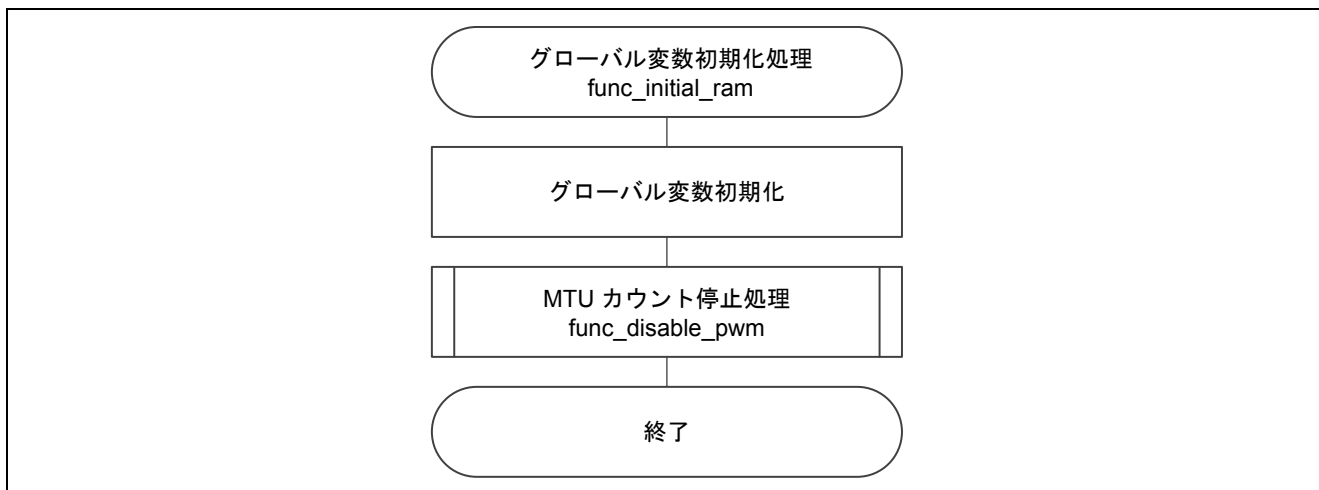 グローバル変数初期化処理
func_initial_ram
グローバル変数初期化
MTU カウント停止処理
func_disable_pwm
終了